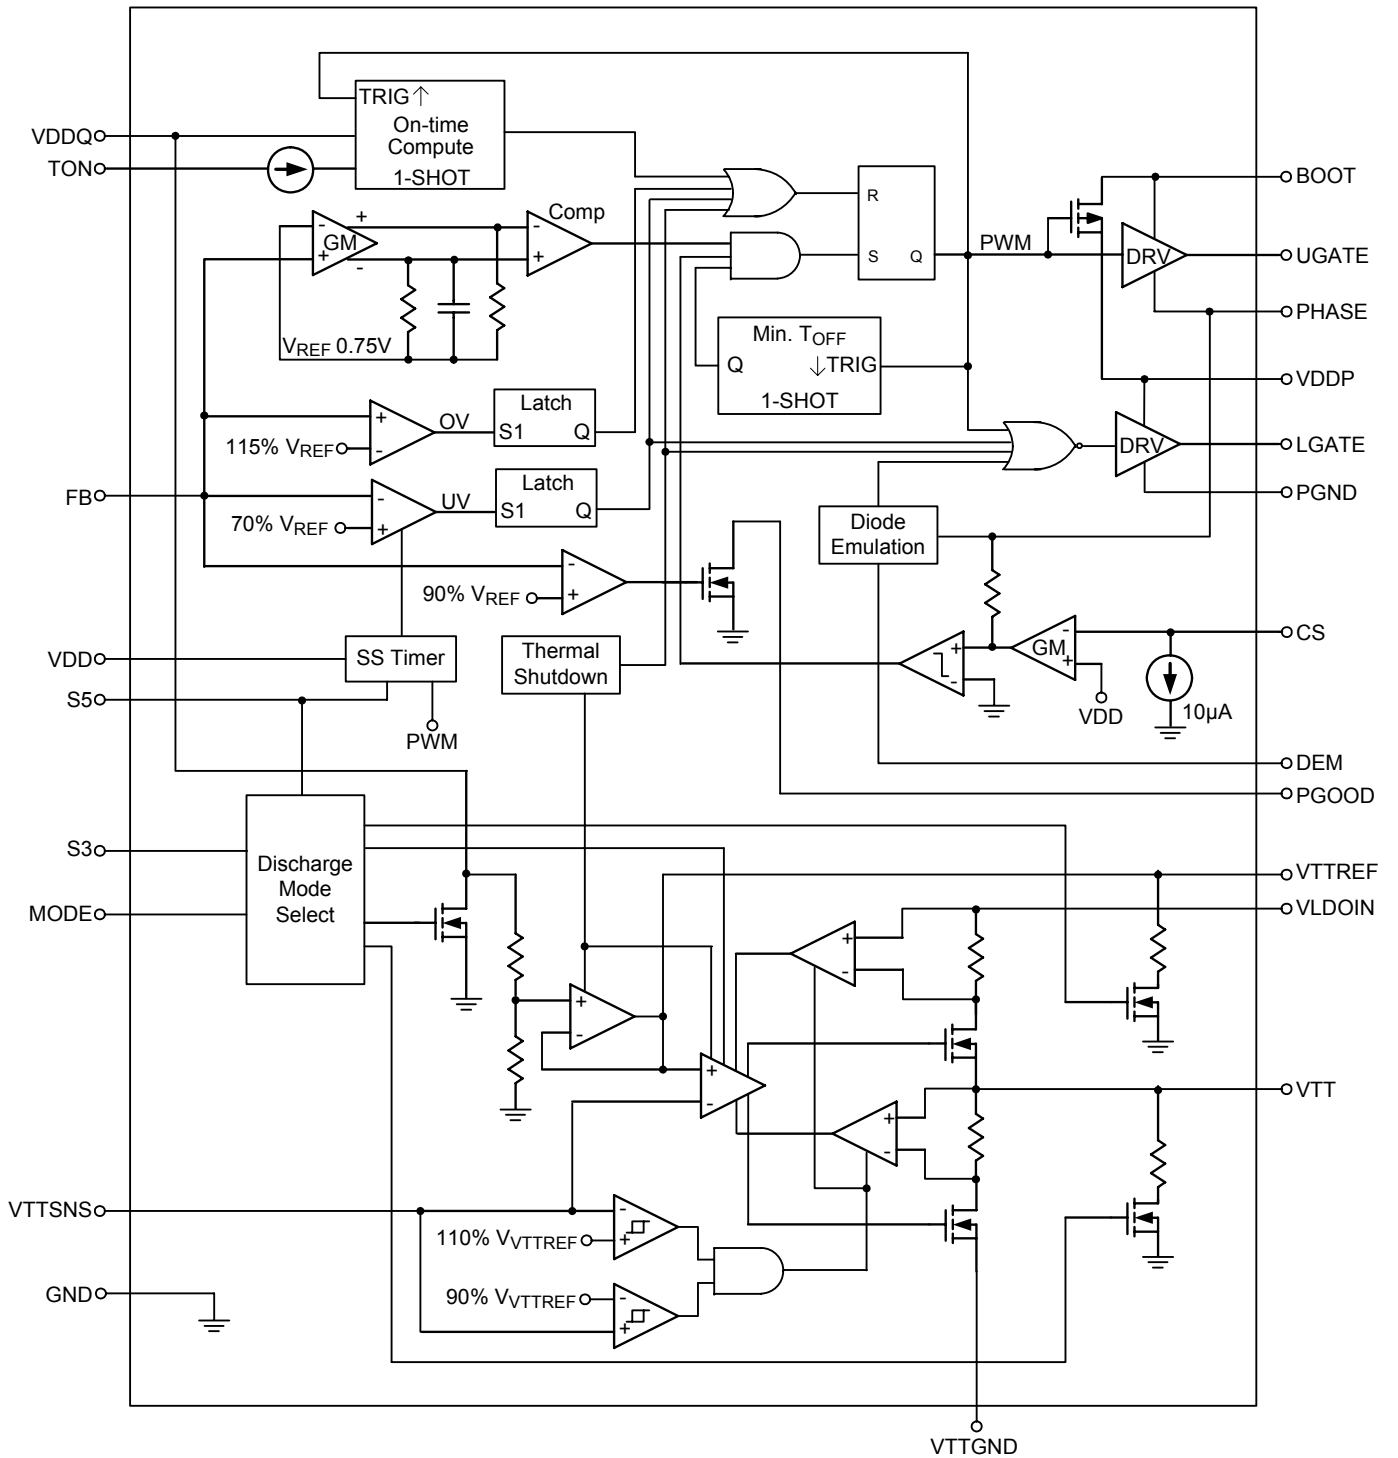 TRIG↑
On-time
Compute
1-SHOT
VDDQ
TON
R
S
Q
BOOT
Comp
-
+
GM
+
-
-
+
PWM
DRV
UGATE
PHASE
VREF 0.75V
Min. TOFF
Q
↓TRIG
1-SHOT
VDDP
+
-
OV
115% VREF
Latch
S1
Q
DRV
LGATE
FB
-
+
UV
70% VREF
Latch
S1
Q
PGND
Diode
Emulation
90% VREF
-
+
VDD
SS Timer
Thermal
Shutdown
+
-
GM
-
+
CS
S5
PWM
VDD
10µA
DEM
PGOOD
S3
MODE
Discharge
Mode
Select
VTTREF
VLDOIN
+
-
+
-
+
-
VTT
+
-
VTTSNS
110% VVTTREF
-
+
GND
90% VVTTREF
-
+
VTTGND